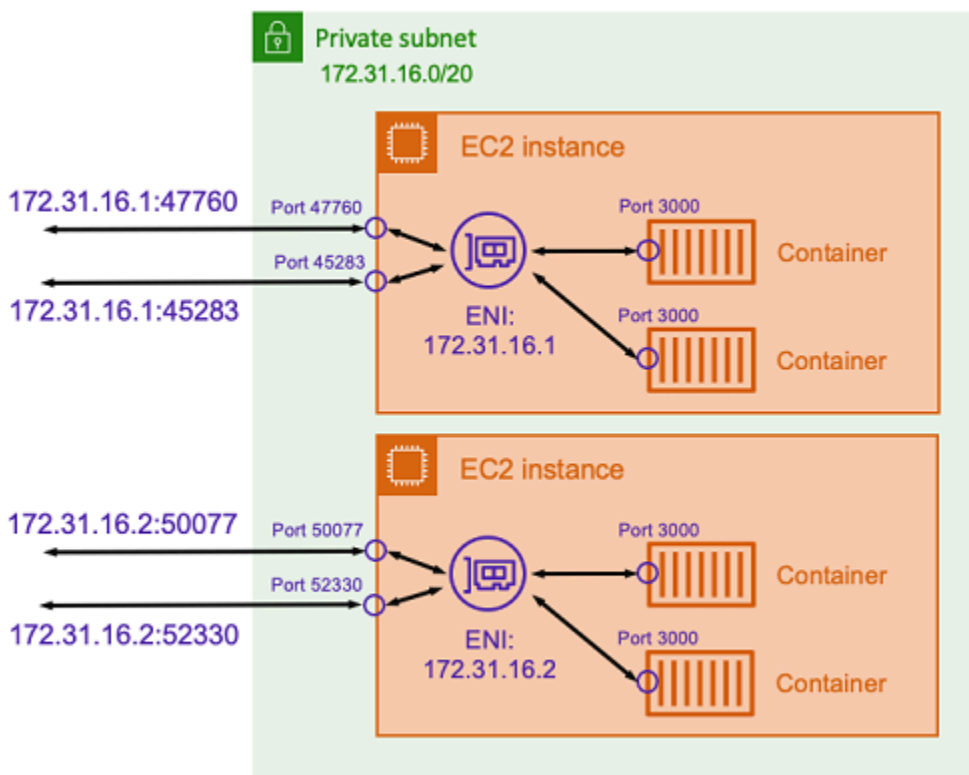 Private subnet
172.31.16.0/20
EC2 instance
172.31.16.1:47760
Port 47760
Port 3000
Container
Port 45283
172.31.16.1:45283
ENI:
172.31.16.1
Port 3000
Container
EC2 instance
172.31.16.2:50077
Port 50077
Port 3000
Container
Port 52330
172.31.16.2:52330
ENI:
172.31.16.2
Port 3000
Container